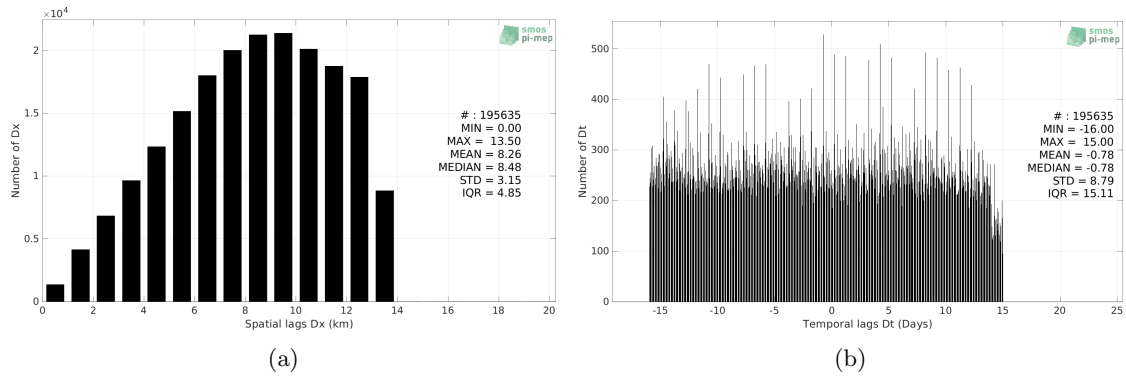 ×10⁴
smos
pi-mep
2
1.5
1
0.5
0
Number of Dx
# : 195635
MIN = 0.00
MAX = 13.50
MEAN = 8.26
MEDIAN = 8.48
STD = 3.15
IQR = 4.85
0 2 4 6 8 10 12 14 16 18 20
Spatial lags Dx (km)
(a)
smos
pi-mep
500
400
300
200
100
0
Number of Dt
# : 195635
MIN = -16.00
MAX = 15.00
MEAN = -0.78
MEDIAN = -0.78
STD = 8.79
IQR = 15.11
-15 -10 -5 0 5 10 15 20 25
Temporal lags Dt (Days)
(b)